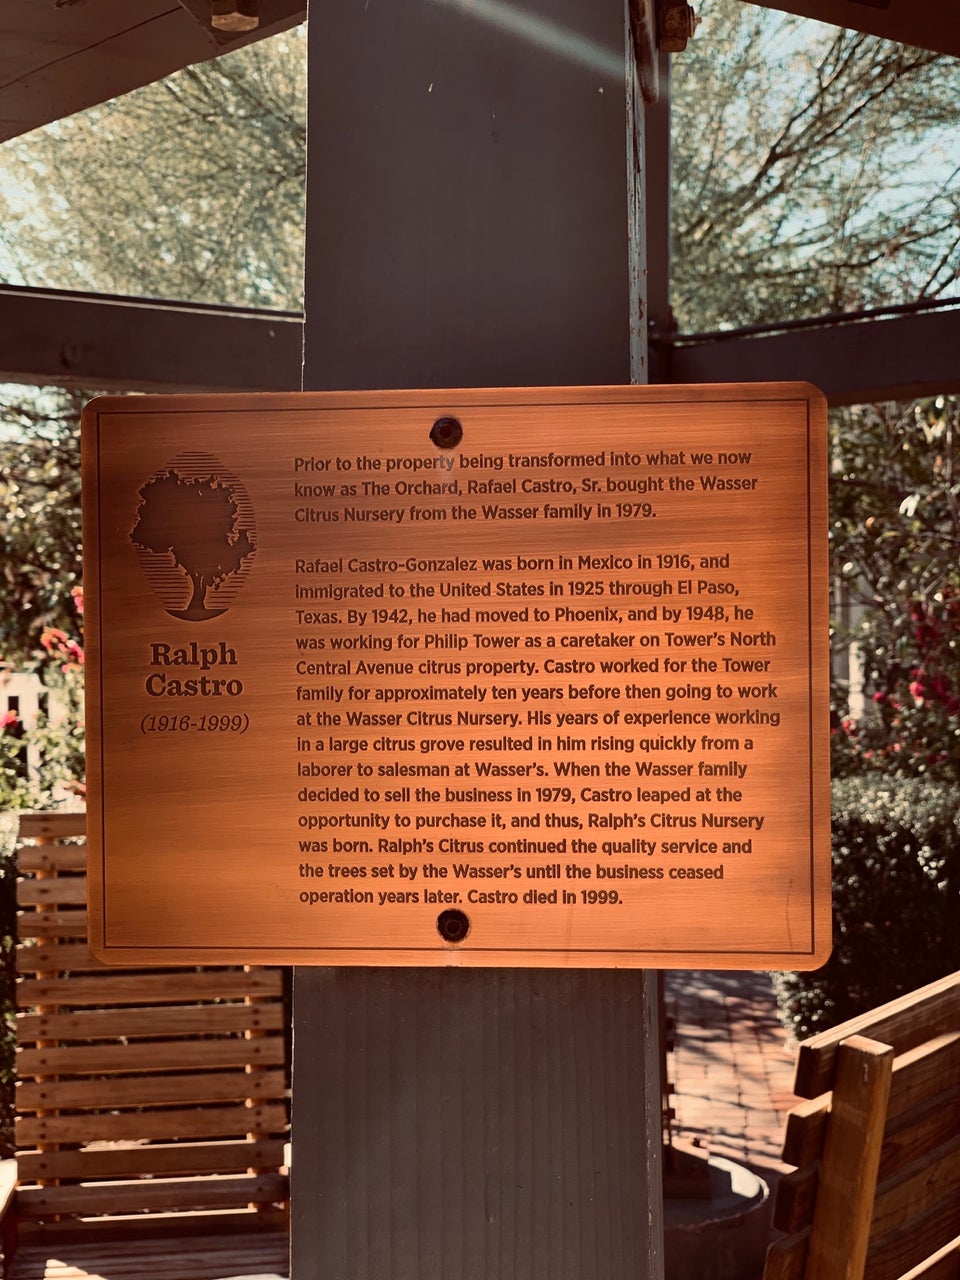 Ralph
Castro
(1916-1999)
Prior to the property being transformed into what we now
know as The Orchard, Rafael Castro, Sr. bought the Wasser
Citrus Nursery from the Wasser family in 1979.
Rafael Castro-Gonzalez was born in Mexico in 1916, and
immigrated to the United States in 1925 through El Paso,
Texas. By 1942, he had moved to Phoenix, and by 1948, he
was working for Philip Tower as a caretaker on Tower's North
Central Avenue citrus property. Castro worked for the Tower
family for approximately ten years before then going to work
at the Wasser Citrus Nursery. His years of experience working
in a large citrus grove resulted in him rising quickly from a
laborer to salesman at Wasser's. When the Wasser family
decided to sell the business in 1979, Castro leaped at the
opportunity to purchase it, and thus, Ralph's Citrus Nursery
was born. Ralph's Citrus continued the quality service and
the trees set by the Wasser's until the business ceased
operation years later. Castro died in 1999.